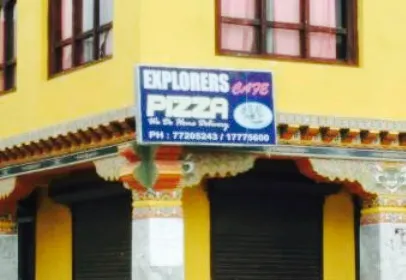 EXPLORERS CAFE
PIZZA
We Do Home Delivery
PH : 77205243 / 17775600